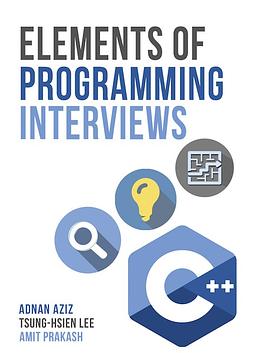 ELEMENTS OF
PROGRAMMING
INTERVIEWS
C++
ADNAN AZIZ
TSUNG-HSIEN LEE
AMIT PRAKASH